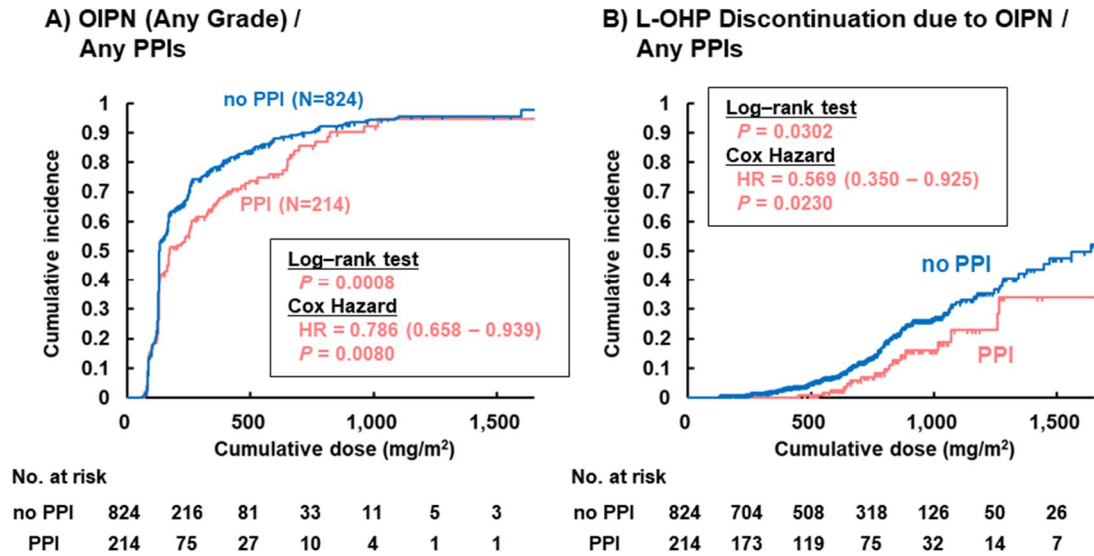 A) OIPN (Any Grade) /
Any PPIs
no PPI (N=824)
PPI (N=214)
Cumulative incidence
1
0.9
0.8
0.7
0.6
0.5
0.4
0.3
0.2
0.1
0
Log–rank test
P = 0.0008
Cox Hazard
HR = 0.786 (0.658 – 0.939)
P = 0.0080
0 500 1,000 1,500
Cumulative dose (mg/m²)
No. at risk
no PPI 824 216 81 33 11 5 3
PPI 214 75 27 10 4 1 1
B) L-OHP Discontinuation due to OIPN /
Any PPIs
Cumulative incidence
1
0.9
0.8
0.7
0.6
0.5
0.4
0.3
0.2
0.1
0
Log–rank test
P = 0.0302
Cox Hazard
HR = 0.569 (0.350 – 0.925)
P = 0.0230
no PPI
PPI
0 500 1,000 1,500
Cumulative dose (mg/m²)
No. at risk
no PPI 824 704 508 318 126 50 26
PPI 214 173 119 75 32 14 7